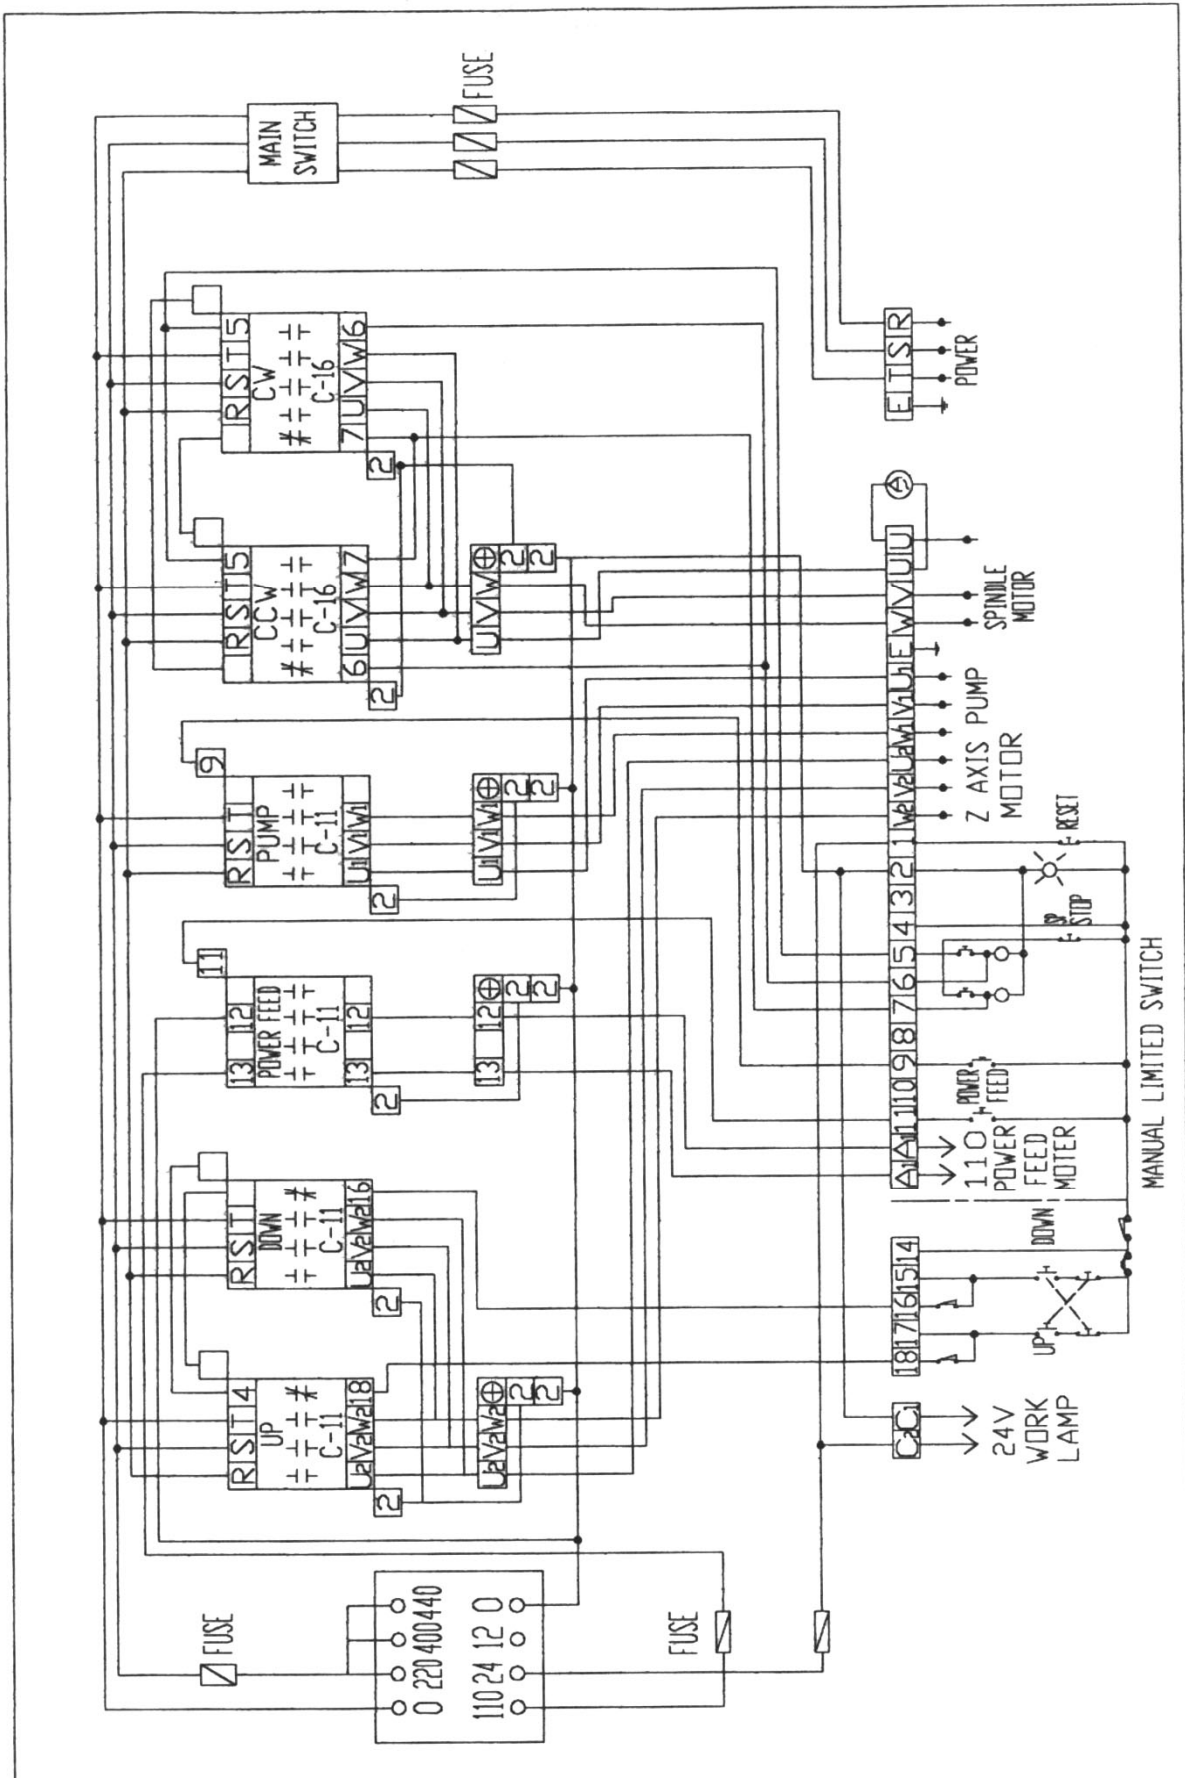 MAIN
SWITCH
FUSE
5
T
S
R
CW
C-16
6
W
V
U
7
2
5
T
S
R
CCW
C-16
7
W
V
U
6
2
⊕
2
2
W
V
U
9
T
S
R
PUMP
C-11
W1
V1
U1
2
⊕
2
2
W1
V1
U1
11
12
13
POWER FEED
C-11
12
13
2
⊕
2
2
12
13
T
S
R
DOWN
C-11
16
W2
V2
U2
2
4
T
S
R
UP
C-11
18
W2
V2
U2
2
⊕
2
2
W2
V2
U2
FUSE
0 220 400 440
110 24 12 0
FUSE
R
S
T
E
POWER
A
U
U
V
W
E
U1
V1
W1
U2
V2
W2
1
2
3
4
5
6
7
8
9
10
11
A1
SPINDLE
MOTOR
PUMP
Z AXIS
MOTOR
RESET
SP
STOP
POWER
FEED
110
POWER
FEED
MOTER
MANUAL LIMITED SWITCH
14
15
16
17
18
DOWN
UP
C1
C2
24V
WORK
LAMP